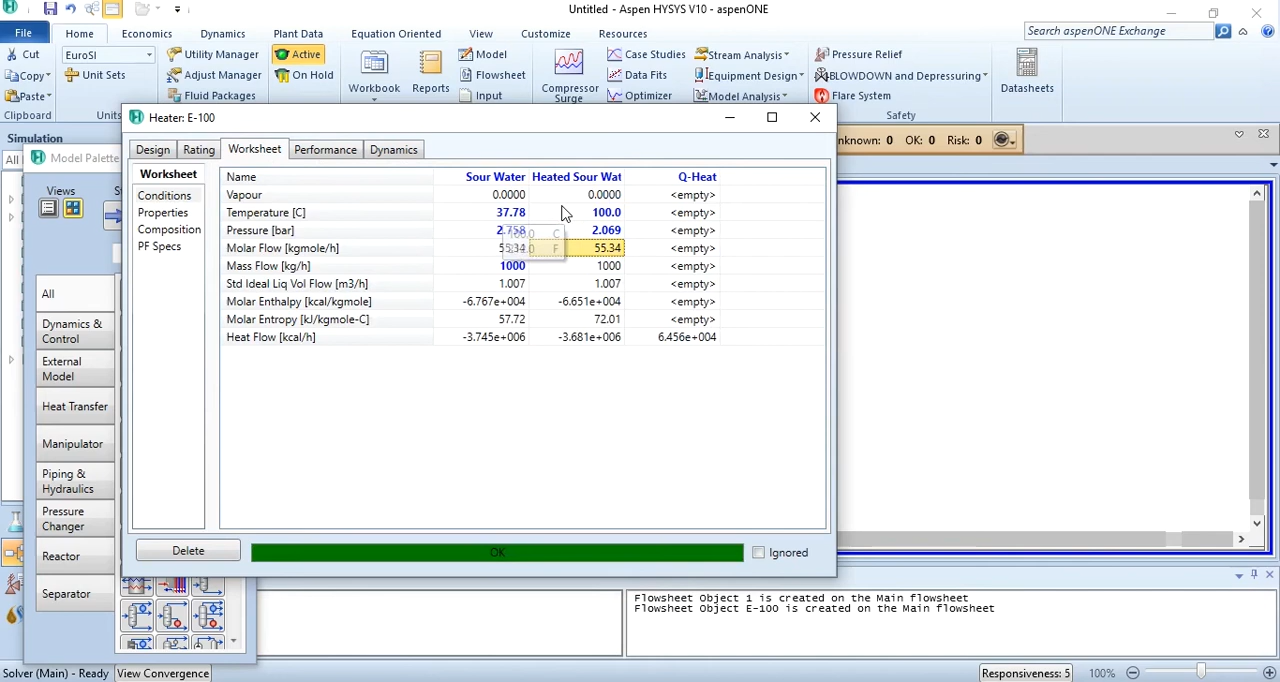 Untitled - Aspen HYSYS V10 - aspenONE
File Home Economics Dynamics Plant Data Equation Oriented View Customize Resources Search aspenONE Exchange
Cut EuroSI Utility Manager Active Model Case Studies Stream Analysis Pressure Relief
Copy Unit Sets Adjust Manager On Hold Flowsheet Data Fits Equipment Design BLOWDOWN and Depressuring
Paste Fluid Packages Workbook Reports Input Compressor Surge Optimizer Model Analysis Flare System Datasheets
Clipboard Units Safety
Simulation
Heater: E-100
nknown: 0 OK: 0 Risk: 0
All
Model Palette
Views
Design Rating Worksheet Performance Dynamics
Worksheet
Conditions
Properties
Composition
PF Specs
Name Sour Water Heated Sour Wat Q-Heat
Vapour 0.0000 0.0000 <empty>
Temperature [C] 37.78 100.0 <empty>
Pressure [bar] 2.758 2.069 <empty>
Molar Flow [kgmole/h] 55.34 55.34 <empty>
Mass Flow [kg/h] 1000 1000 <empty>
Std Ideal Liq Vol Flow [m3/h] 1.007 1.007 <empty>
Molar Enthalpy [kcal/kgmole] -6.767e+004 -6.651e+004 <empty>
Molar Entropy [kJ/kgmole-C] 57.72 72.01 <empty>
Heat Flow [kcal/h] -3.745e+006 -3.681e+006 6.456e+004
All
Dynamics &
Control
External
Model
Heat Transfer
Manipulator
Piping &
Hydraulics
Pressure
Changer
Reactor
Separator
Delete OK Ignored
Flowsheet Object 1 is created on the Main flowsheet
Flowsheet Object E-100 is created on the Main flowsheet
Solver (Main) - Ready View Convergence Responsiveness: 5 100%